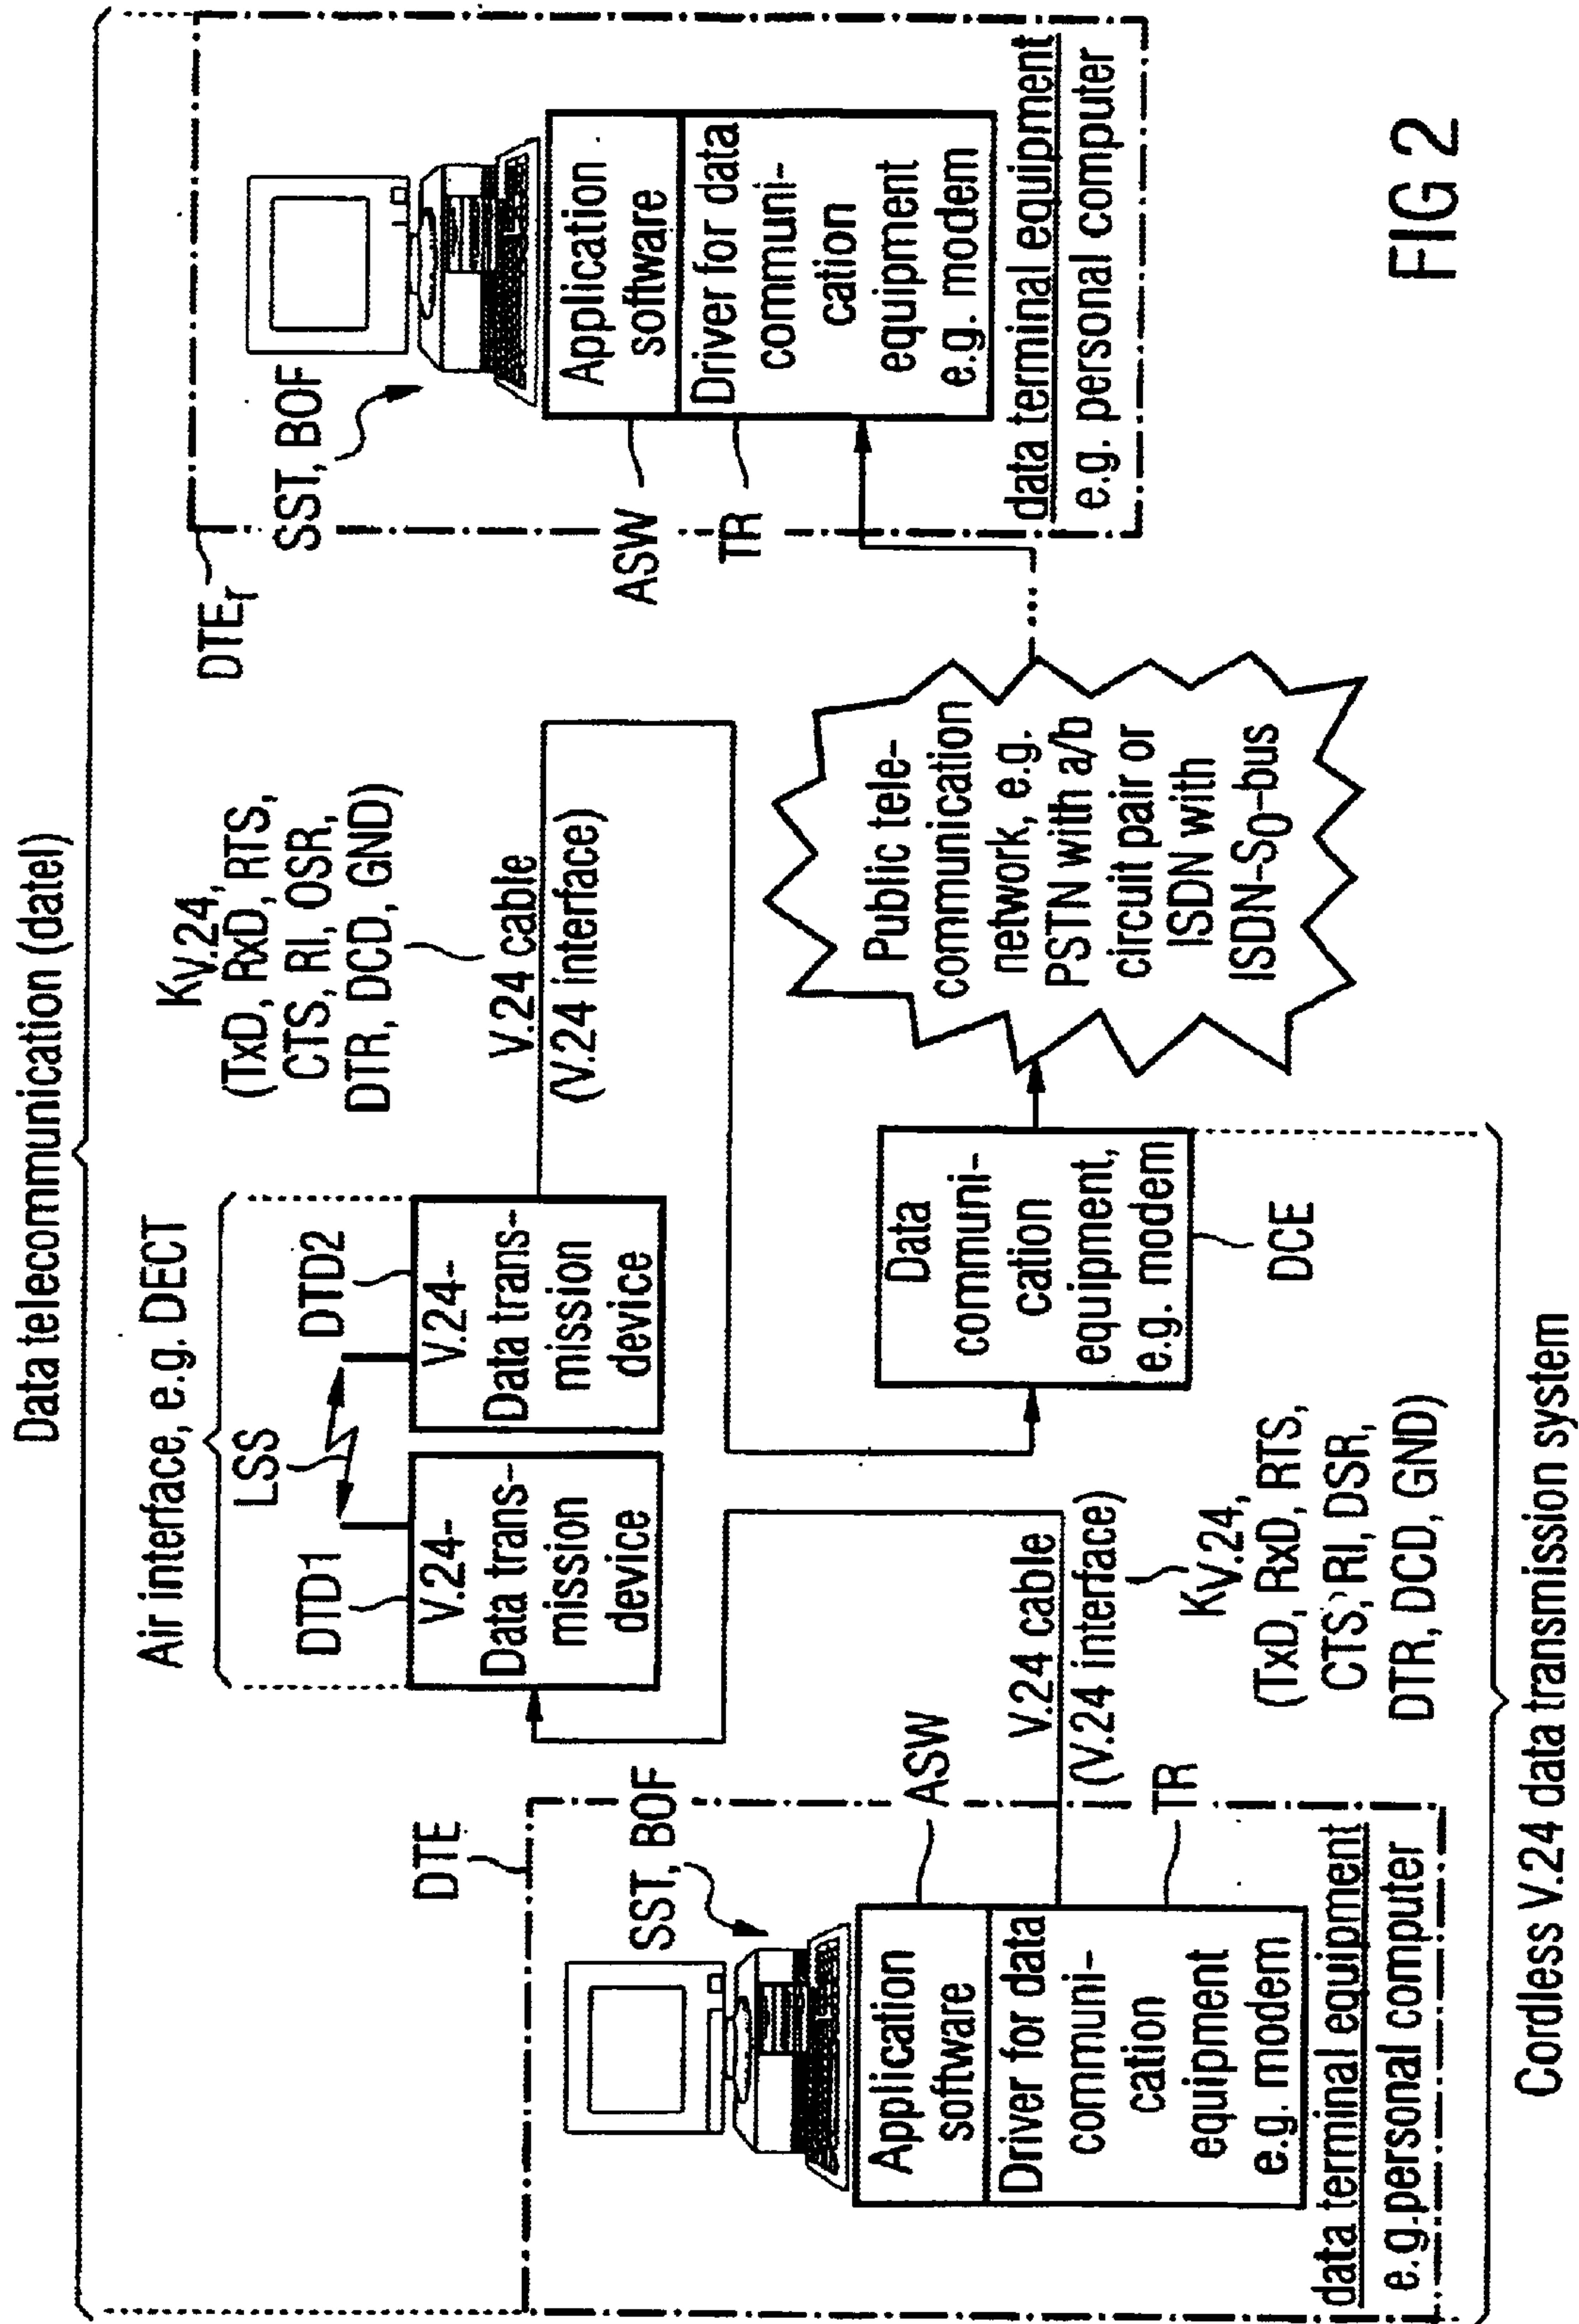 Data telecommunication (datel)
Air interface, e.g. DECT
LSS
DTD1
DTD2
V.24-
Data trans-
mission
device
V.24-
Data trans-
mission
device
KV.24,
(TxD, RxD, RTS,
CTS, RI, OSR,
DTR, DCD, GND)
V.24 cable
(V.24 interface)
DTEr
SST, BOF
ASW
TR
Application
software
Driver for data
communi-
cation
equipment
e.g. modem
data terminal equipment
e.g. personal computer
DTE
SST, BOF
ASW
TR
Application
software
Driver for data
communi-
cation
equipment
e.g. modem
data terminal equipment
e.g.personal computer
V.24 cable
(V.24 interface)
KV.24,
(TxD, RxD, RTS,
CTS, RI, DSR,
DTR, DCD, GND)
Data
communi-
cation
equipment,
e.g. modem
DCE
Public tele-
communication
network, e.g.
PSTN with a/b
circuit pair or
ISDN with
ISDN-S0-bus
...
Cordless V.24 data transmission system
FIG 2